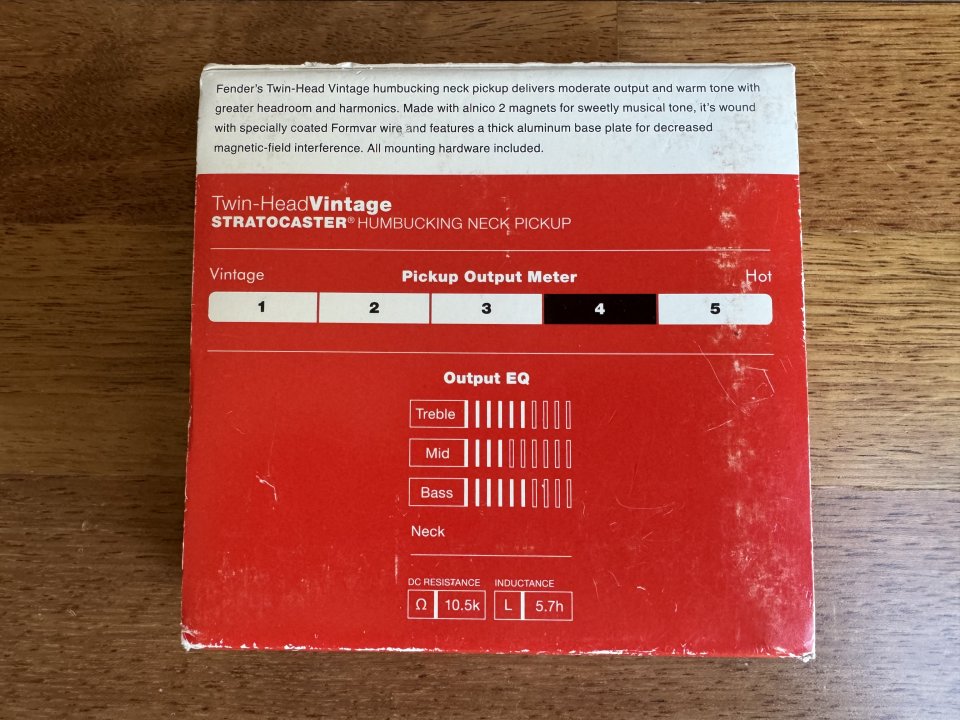 Fender's Twin-Head Vintage humbucking neck pickup delivers moderate output and warm tone with
greater headroom and harmonics. Made with alnico 2 magnets for sweetly musical tone, it's wound
with specially coated Formvar wire and features a thick aluminum base plate for decreased
magnetic-field interference. All mounting hardware included.
Twin-HeadVintage
STRATOCASTER® HUMBUCKING NECK PICKUP
Vintage Pickup Output Meter Hot
1 2 3 4 5
Output EQ
Treble
Mid
Bass
Neck
DC RESISTANCE INDUCTANCE
Ω 10.5k L 5.7h